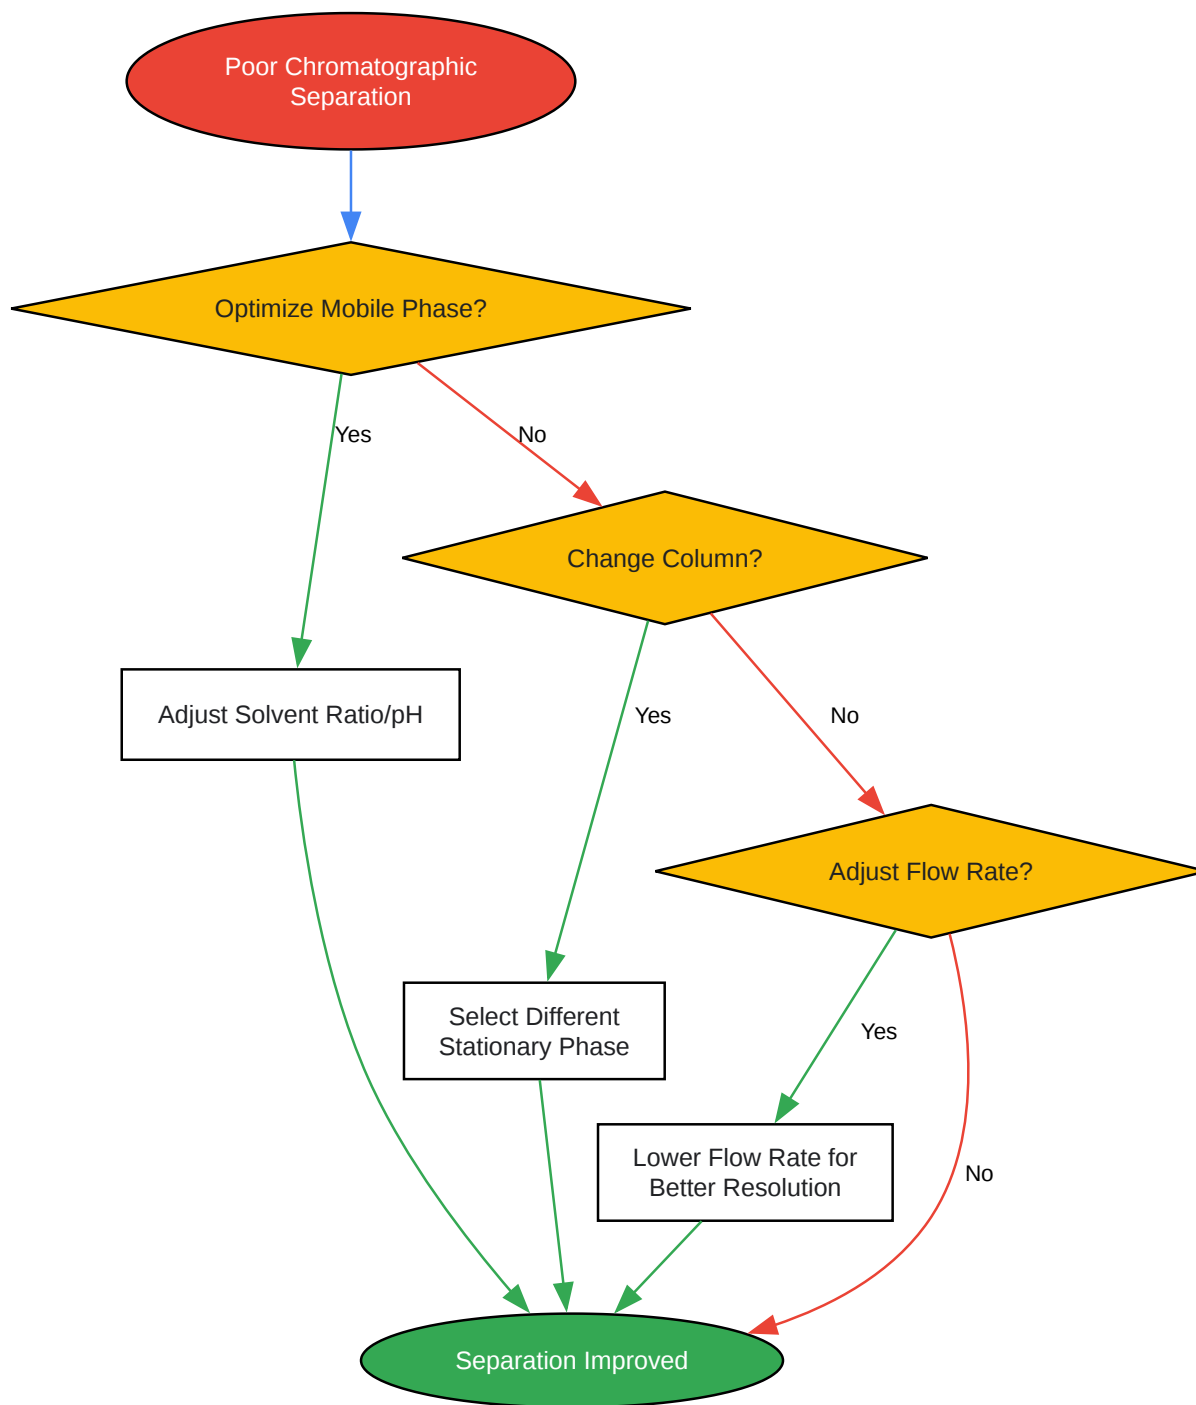 Poor Chromatographic
Separation
Optimize Mobile Phase?
Yes
No
Change Column?
Adjust Solvent Ratio/pH
Yes
No
Adjust Flow Rate?
Select Different
Stationary Phase
Yes
Lower Flow Rate for
Better Resolution
No
Separation Improved